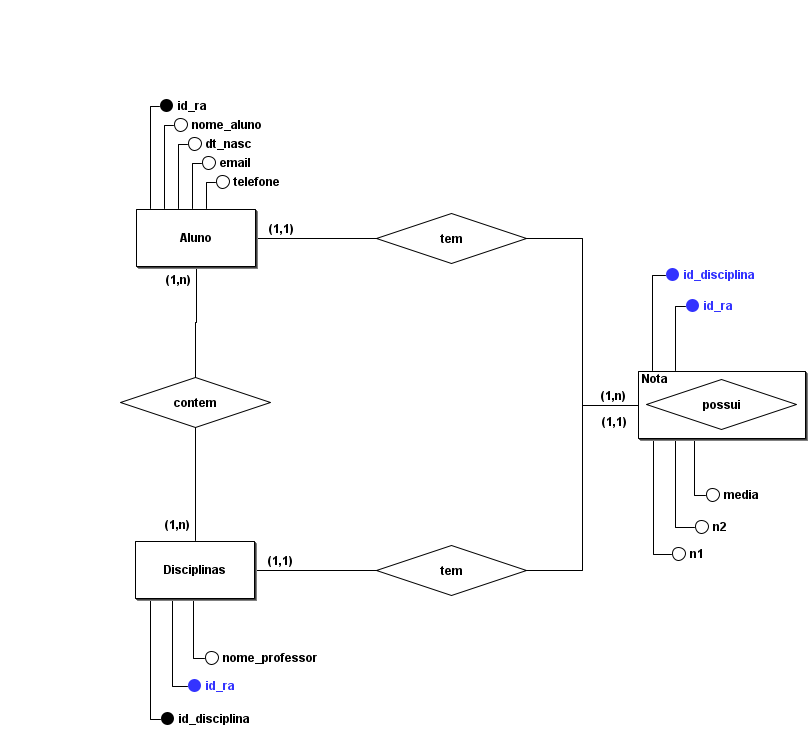 id_ra
nome_aluno
dt_nasc
email
telefone
Aluno
(1,1)
tem
(1,n)
id_disciplina
id_ra
Nota
possui
(1,n)
(1,1)
contem
media
n2
n1
(1,n)
Disciplinas
(1,1)
tem
nome_professor
id_ra
id_disciplina